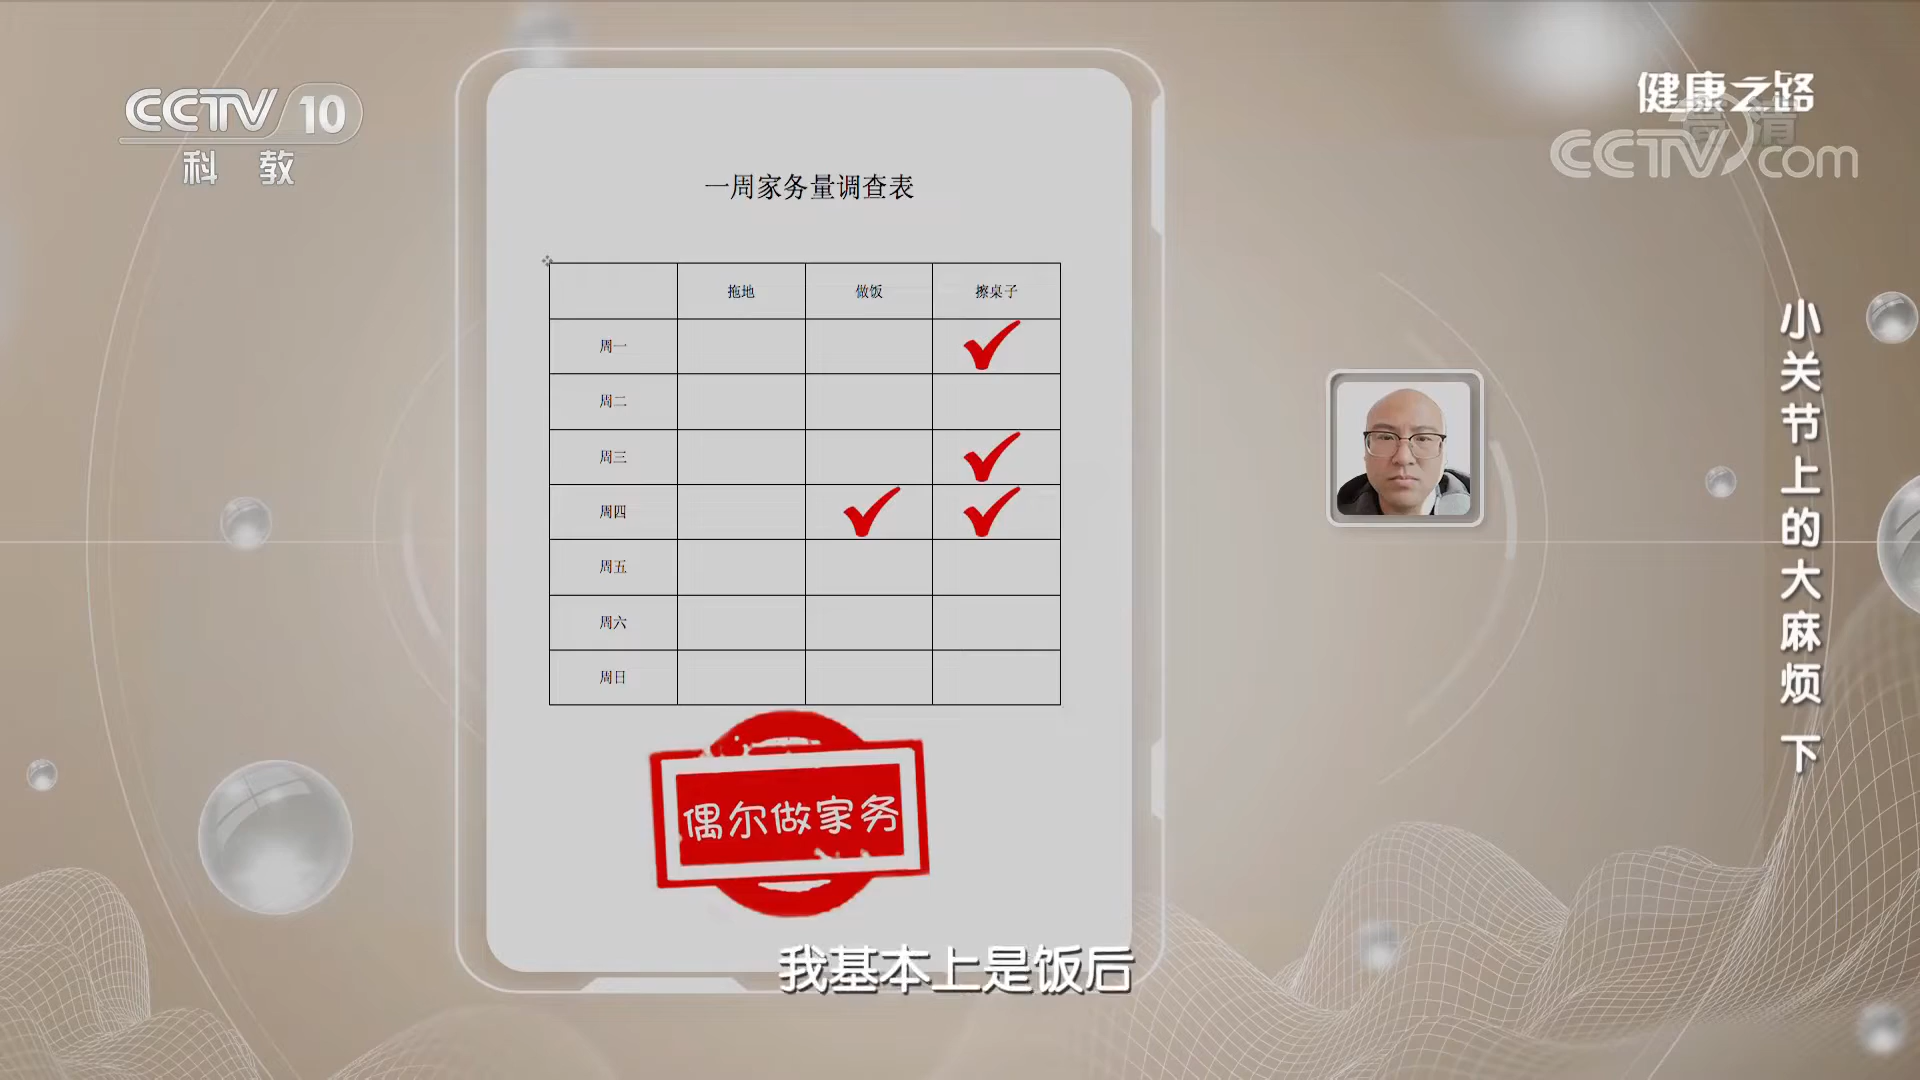 CCTV 10
科 教
健康之路
高清
CCTV com
一周家务量调查表
拖地 做饭 擦桌子
周一
周二
周三
周四
周五
周六
周日
偶尔做家务
小关节上的大麻烦 下
我基本上是饭后